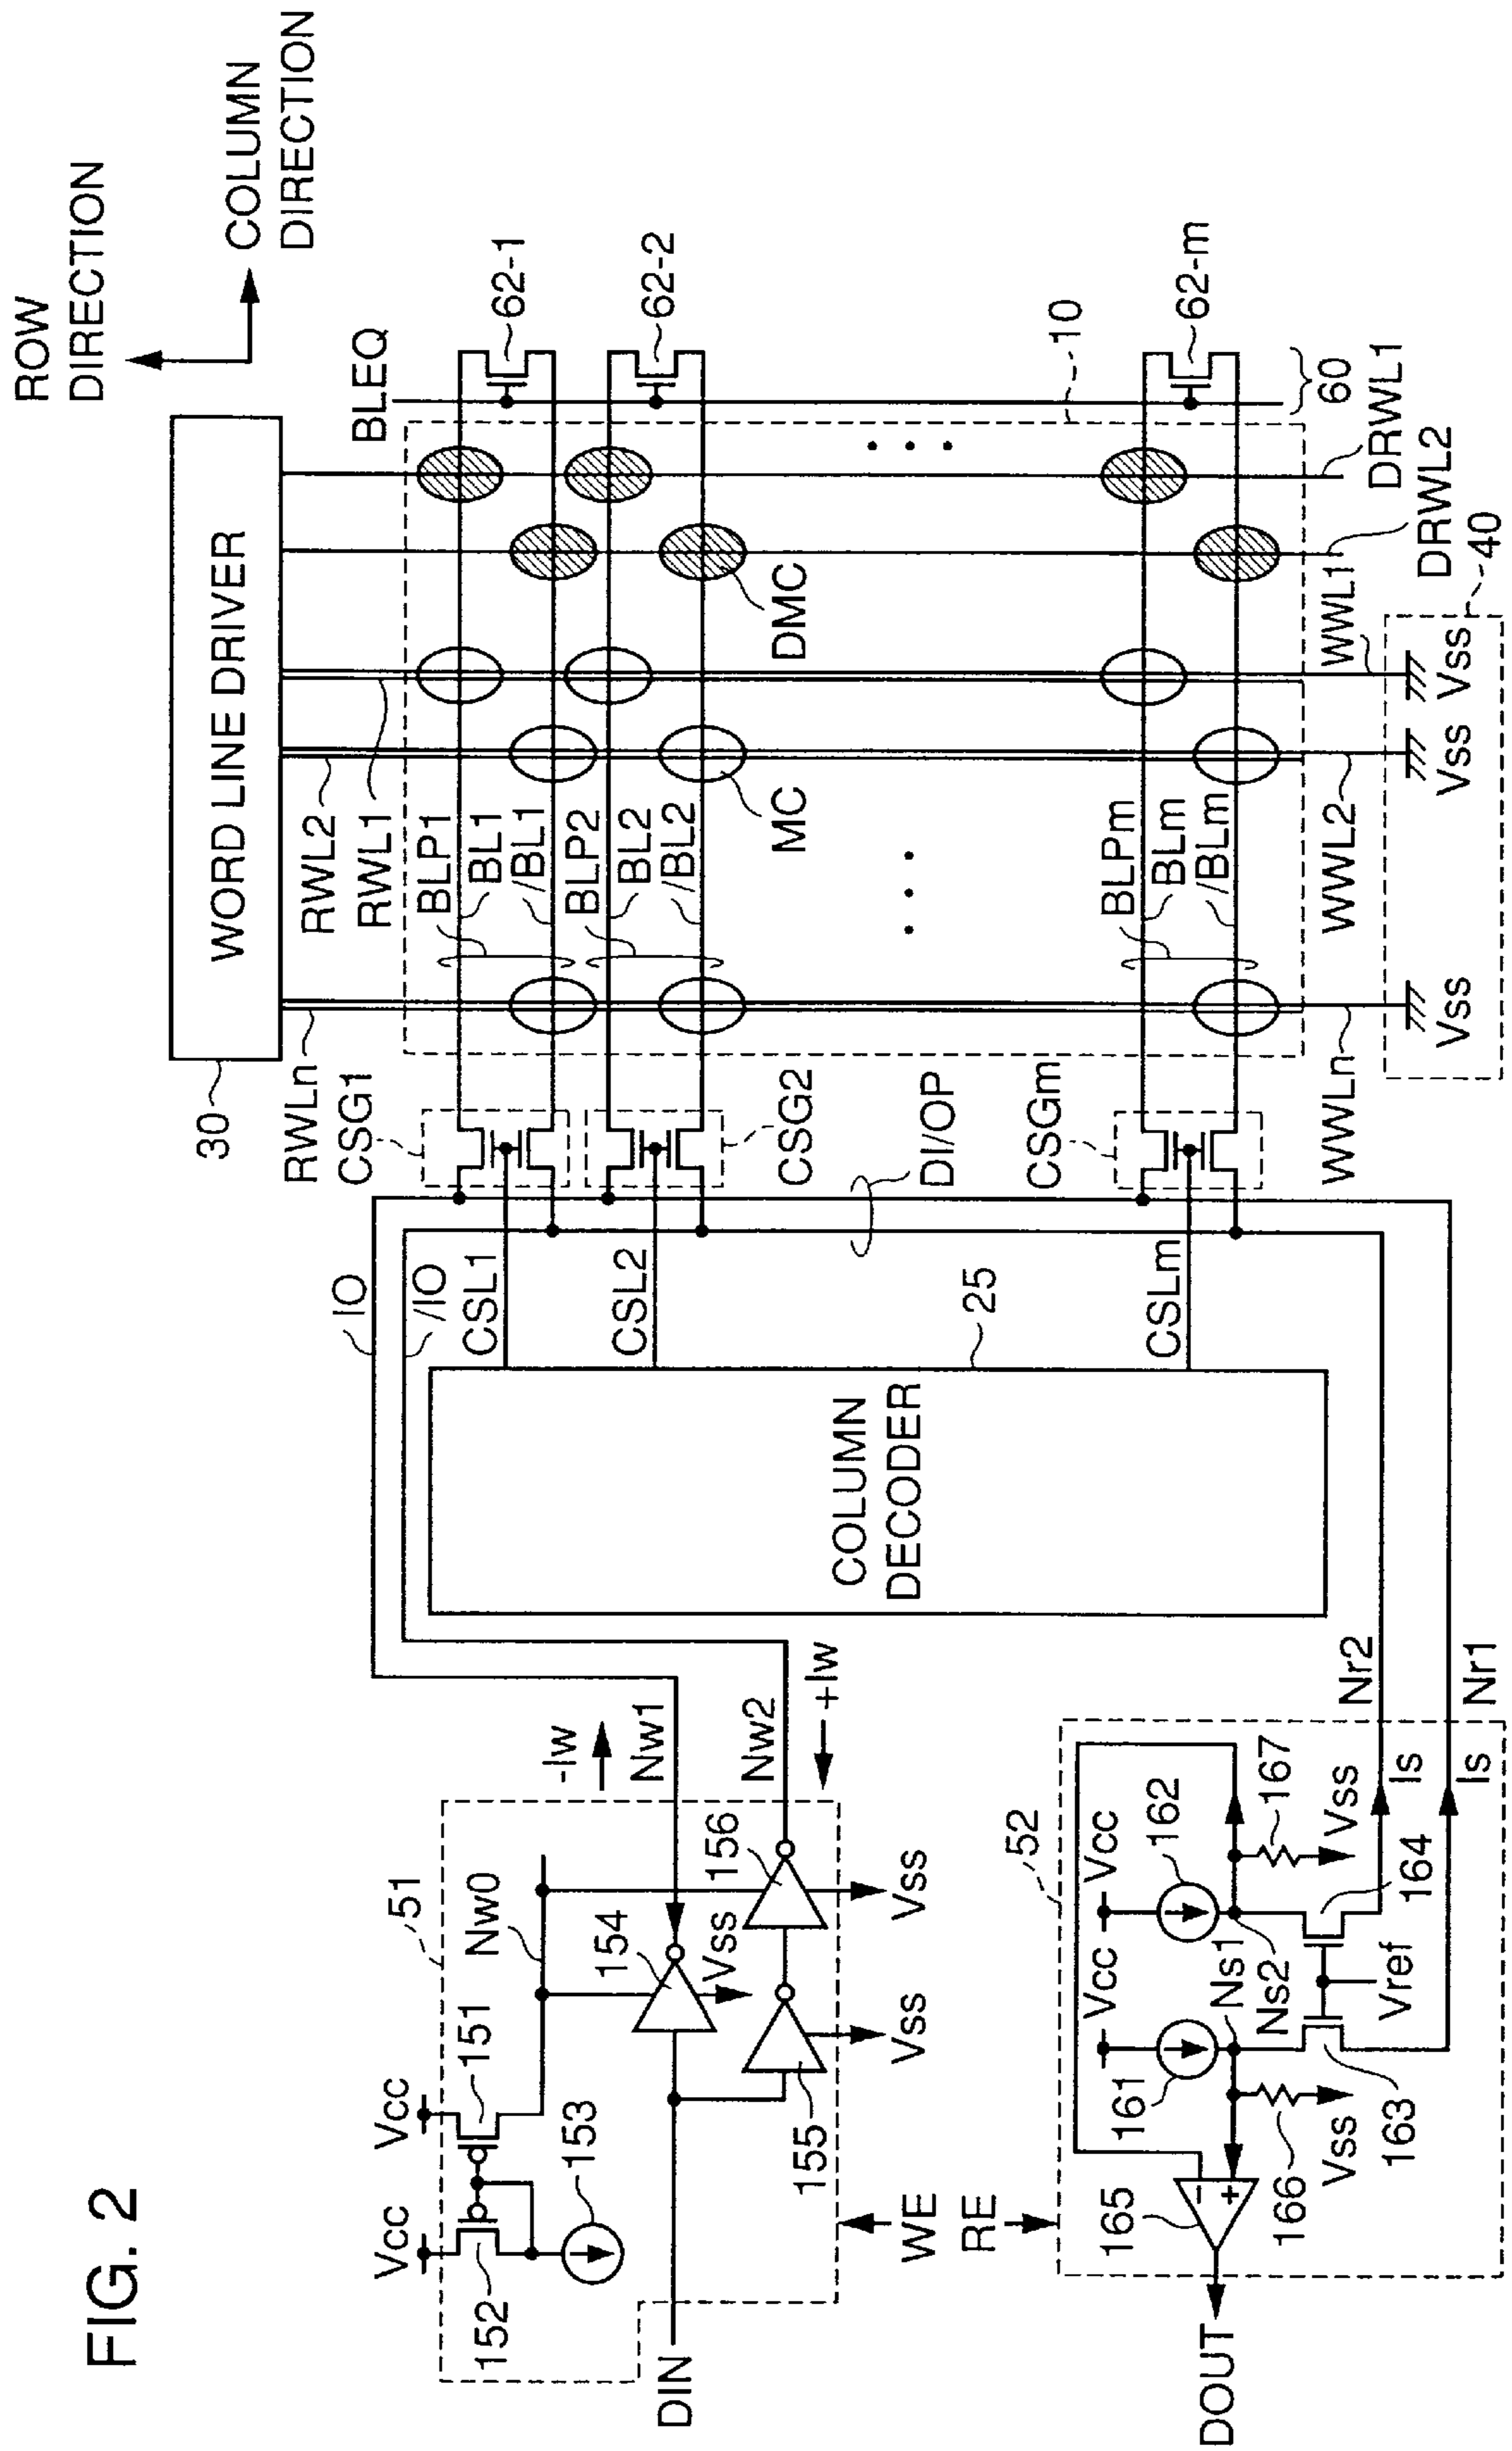 FIG. 2
ROW
DIRECTION
COLUMN
DIRECTION
WORD LINE DRIVER
30
RWLn
RWL2
RWL1
BLEQ
62-1
62-2
62-m
10
60
DRWL1
DRWL2
WWL1
40
Vss
Vss
Vss
WWL2
WWLn
DMC
MC
BLP1
BL1
/BL1
BLP2
BL2
/BL2
BLPm
BLm
/BLm
CSG1
CSG2
CSGm
DI/OP
IO
/IO
CSL1
CSL2
CSLm
25
COLUMN
DECODER
-Iw
Nw1
Nw2
+Iw
51
Vcc
Vcc
151
152
153
Nw0
154
Vss
155
156
Vss
Vss
DIN
WE
RE
52
Nr2
Nr1
Is
Is
Vcc
Vcc
161
162
Ns1
Ns2
167
Vss
164
Vref
163
166
Vss
165
-
+
DOUT